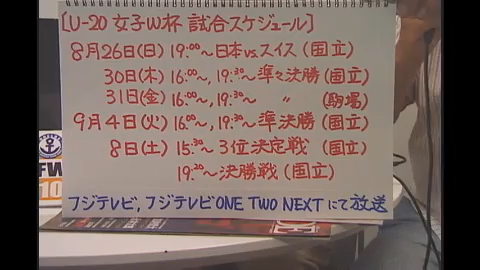 [U-20 女子W杯 試合スケジュール]
8月26日(日) 19:00~日本vs.スイス(国立)
30日(木) 16:00~,19:30~準々決勝(国立)
31日(金) 16:00~,19:30~ 〃 (駒場)
9月4日(火) 16:00~,19:30~準決勝(国立)
8日(土) 15:30~3位決定戦(国立)
19:20~決勝戦(国立)
フジテレビ,フジテレビONE TWO NEXTにて放送
FW
10